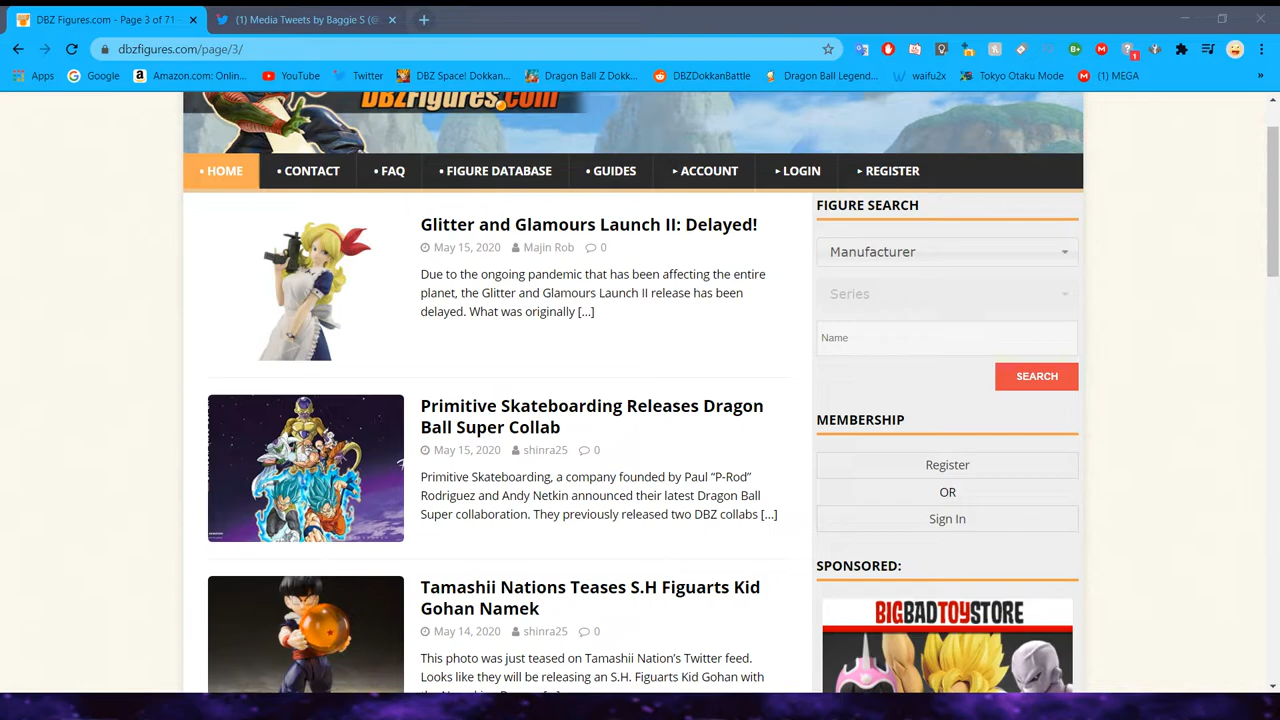 DBZ Figures.com - Page 3 of 71 -
(1) Media Tweets by Baggie S (@
dbzfigures.com/page/3/
Apps
Google
Amazon.com: Onlin...
YouTube
Twitter
DBZ Space! Dokkan...
Dragon Ball Z Dokk...
DBZDokkanBattle
Dragon Ball Legend...
waifu2x
Tokyo Otaku Mode
(1) MEGA
»
DBZFigures.com
• HOME
• CONTACT
• FAQ
• FIGURE DATABASE
• GUIDES
▸ ACCOUNT
▸ LOGIN
▸ REGISTER
Glitter and Glamours Launch II: Delayed!
May 15, 2020 Majin Rob 0
Due to the ongoing pandemic that has been affecting the entire
planet, the Glitter and Glamours Launch II release has been
delayed. What was originally [...]
Primitive Skateboarding Releases Dragon
Ball Super Collab
May 15, 2020 shinra25 0
Primitive Skateboarding, a company founded by Paul “P-Rod”
Rodriguez and Andy Netkin announced their latest Dragon Ball
Super collaboration. They previously released two DBZ collabs [...]
Tamashii Nations Teases S.H Figuarts Kid
Gohan Namek
May 14, 2020 shinra25 0
This photo was just teased on Tamashii Nation’s Twitter feed.
Looks like they will be releasing an S.H. Figuarts Kid Gohan with
FIGURE SEARCH
Manufacturer
Series
Name
SEARCH
MEMBERSHIP
Register
OR
Sign In
SPONSORED:
BIGBADTOYSTORE